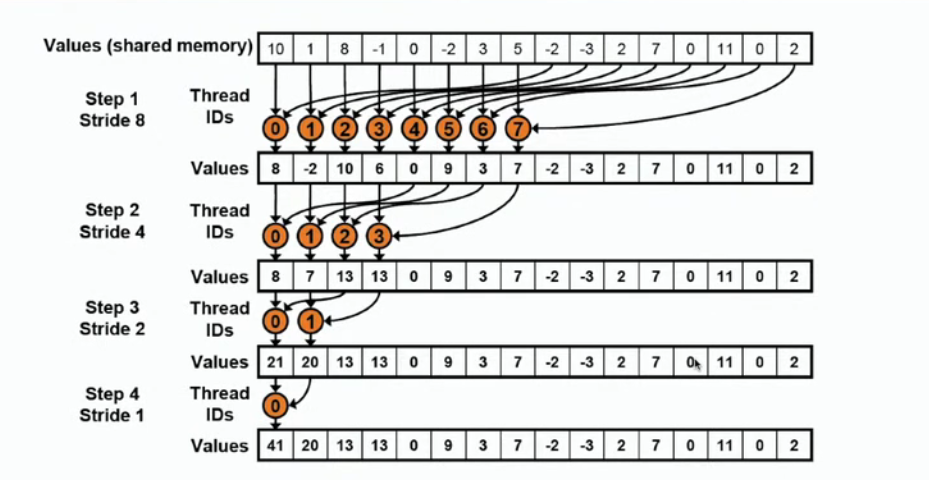 Values (shared memory) 10 1 8 -1 0 -2 3 5 -2 -3 2 7 0 11 0 2
Step 1 Thread
Stride 8 IDs
0 1 2 3 4 5 6 7
Values 8 -2 10 6 0 9 3 7 -2 -3 2 7 0 11 0 2
Step 2 Thread
Stride 4 IDs
0 1 2 3
Values 8 7 13 13 0 9 3 7 -2 -3 2 7 0 11 0 2
Step 3 Thread
Stride 2 IDs
0 1
Values 21 20 13 13 0 9 3 7 -2 -3 2 7 0 11 0 2
Step 4 Thread
Stride 1 IDs
0
Values 41 20 13 13 0 9 3 7 -2 -3 2 7 0 11 0 2